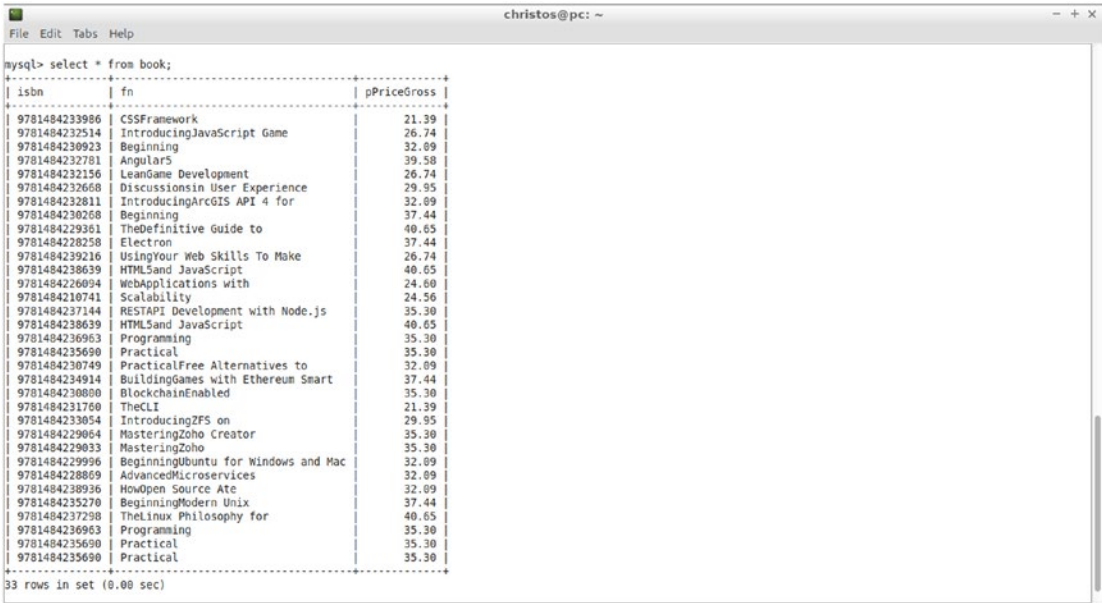 christos@pc: ~
File Edit Tabs Help
mysql> select * from book;
| isbn | fn | pPriceGross |
| 9781484233986 | CSSFramework | 21.39 |
| 9781484232514 | IntroducingJavaScript Game | 26.74 |
| 9781484230923 | Beginning | 32.09 |
| 9781484232781 | Angular5 | 39.58 |
| 9781484232156 | LeanGame Development | 26.74 |
| 9781484232668 | Discussionsin User Experience | 29.95 |
| 9781484232811 | IntroducingArcGIS API 4 for | 32.09 |
| 9781484230268 | Beginning | 37.44 |
| 9781484229361 | TheDefinitive Guide to | 40.65 |
| 9781484228258 | Electron | 37.44 |
| 9781484239216 | UsingYour Web Skills To Make | 26.74 |
| 9781484238639 | HTML5and JavaScript | 40.65 |
| 9781484226094 | WebApplications with | 24.60 |
| 9781484210741 | Scalability | 24.56 |
| 9781484237144 | RESTAPI Development with Node.js | 35.30 |
| 9781484238639 | HTML5and JavaScript | 40.65 |
| 9781484236963 | Programming | 35.30 |
| 9781484235690 | Practical | 35.30 |
| 9781484230749 | PracticalFree Alternatives to | 32.09 |
| 9781484234914 | BuildingGames with Ethereum Smart | 37.44 |
| 9781484230800 | BlockchainEnabled | 35.30 |
| 9781484231760 | TheCLI | 21.39 |
| 9781484233054 | IntroducingZFS on | 29.95 |
| 9781484229064 | MasteringZoho Creator | 35.30 |
| 9781484229033 | MasteringZoho | 35.30 |
| 9781484229996 | BeginningUbuntu for Windows and Mac | 32.09 |
| 9781484228869 | AdvancedMicroservices | 32.09 |
| 9781484238936 | HowOpen Source Ate | 32.09 |
| 9781484235270 | BeginningModern Unix | 37.44 |
| 9781484237298 | TheLinux Philosophy for | 40.65 |
| 9781484236963 | Programming | 35.30 |
| 9781484235690 | Practical | 35.30 |
| 9781484235690 | Practical | 35.30 |
33 rows in set (0.00 sec)